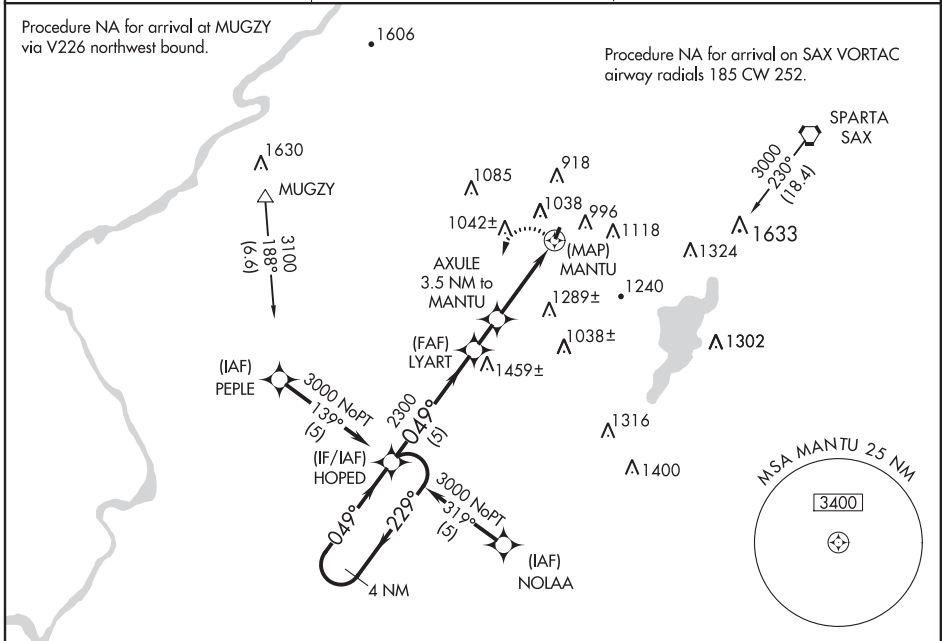 Procedure NA for arrival at MUGZY
via V226 northwest bound.
1606
Procedure NA for arrival on SAX VORTAC
airway radials 185 CW 252.
SPARTA
SAX
3000
230°
(18.4)
1630
MUGZY
3100
188°
(6.6)
1085
918
1038
996
1042±
1118
1633
1324
(MAP)
MANTU
AXULE
3.5 NM to
MANTU
1289±
1240
1038±
1302
(FAF)
LYART
1459±
(IAF)
PEPLE
3000 NoPT
139°
(5)
2300
049°
(5)
1316
1400
(IF/IAF)
HOPED
3000 NoPT
319°
(5)
049°
229°
4 NM
(IAF)
NOLAA
MSA MANTU 25 NM
3400